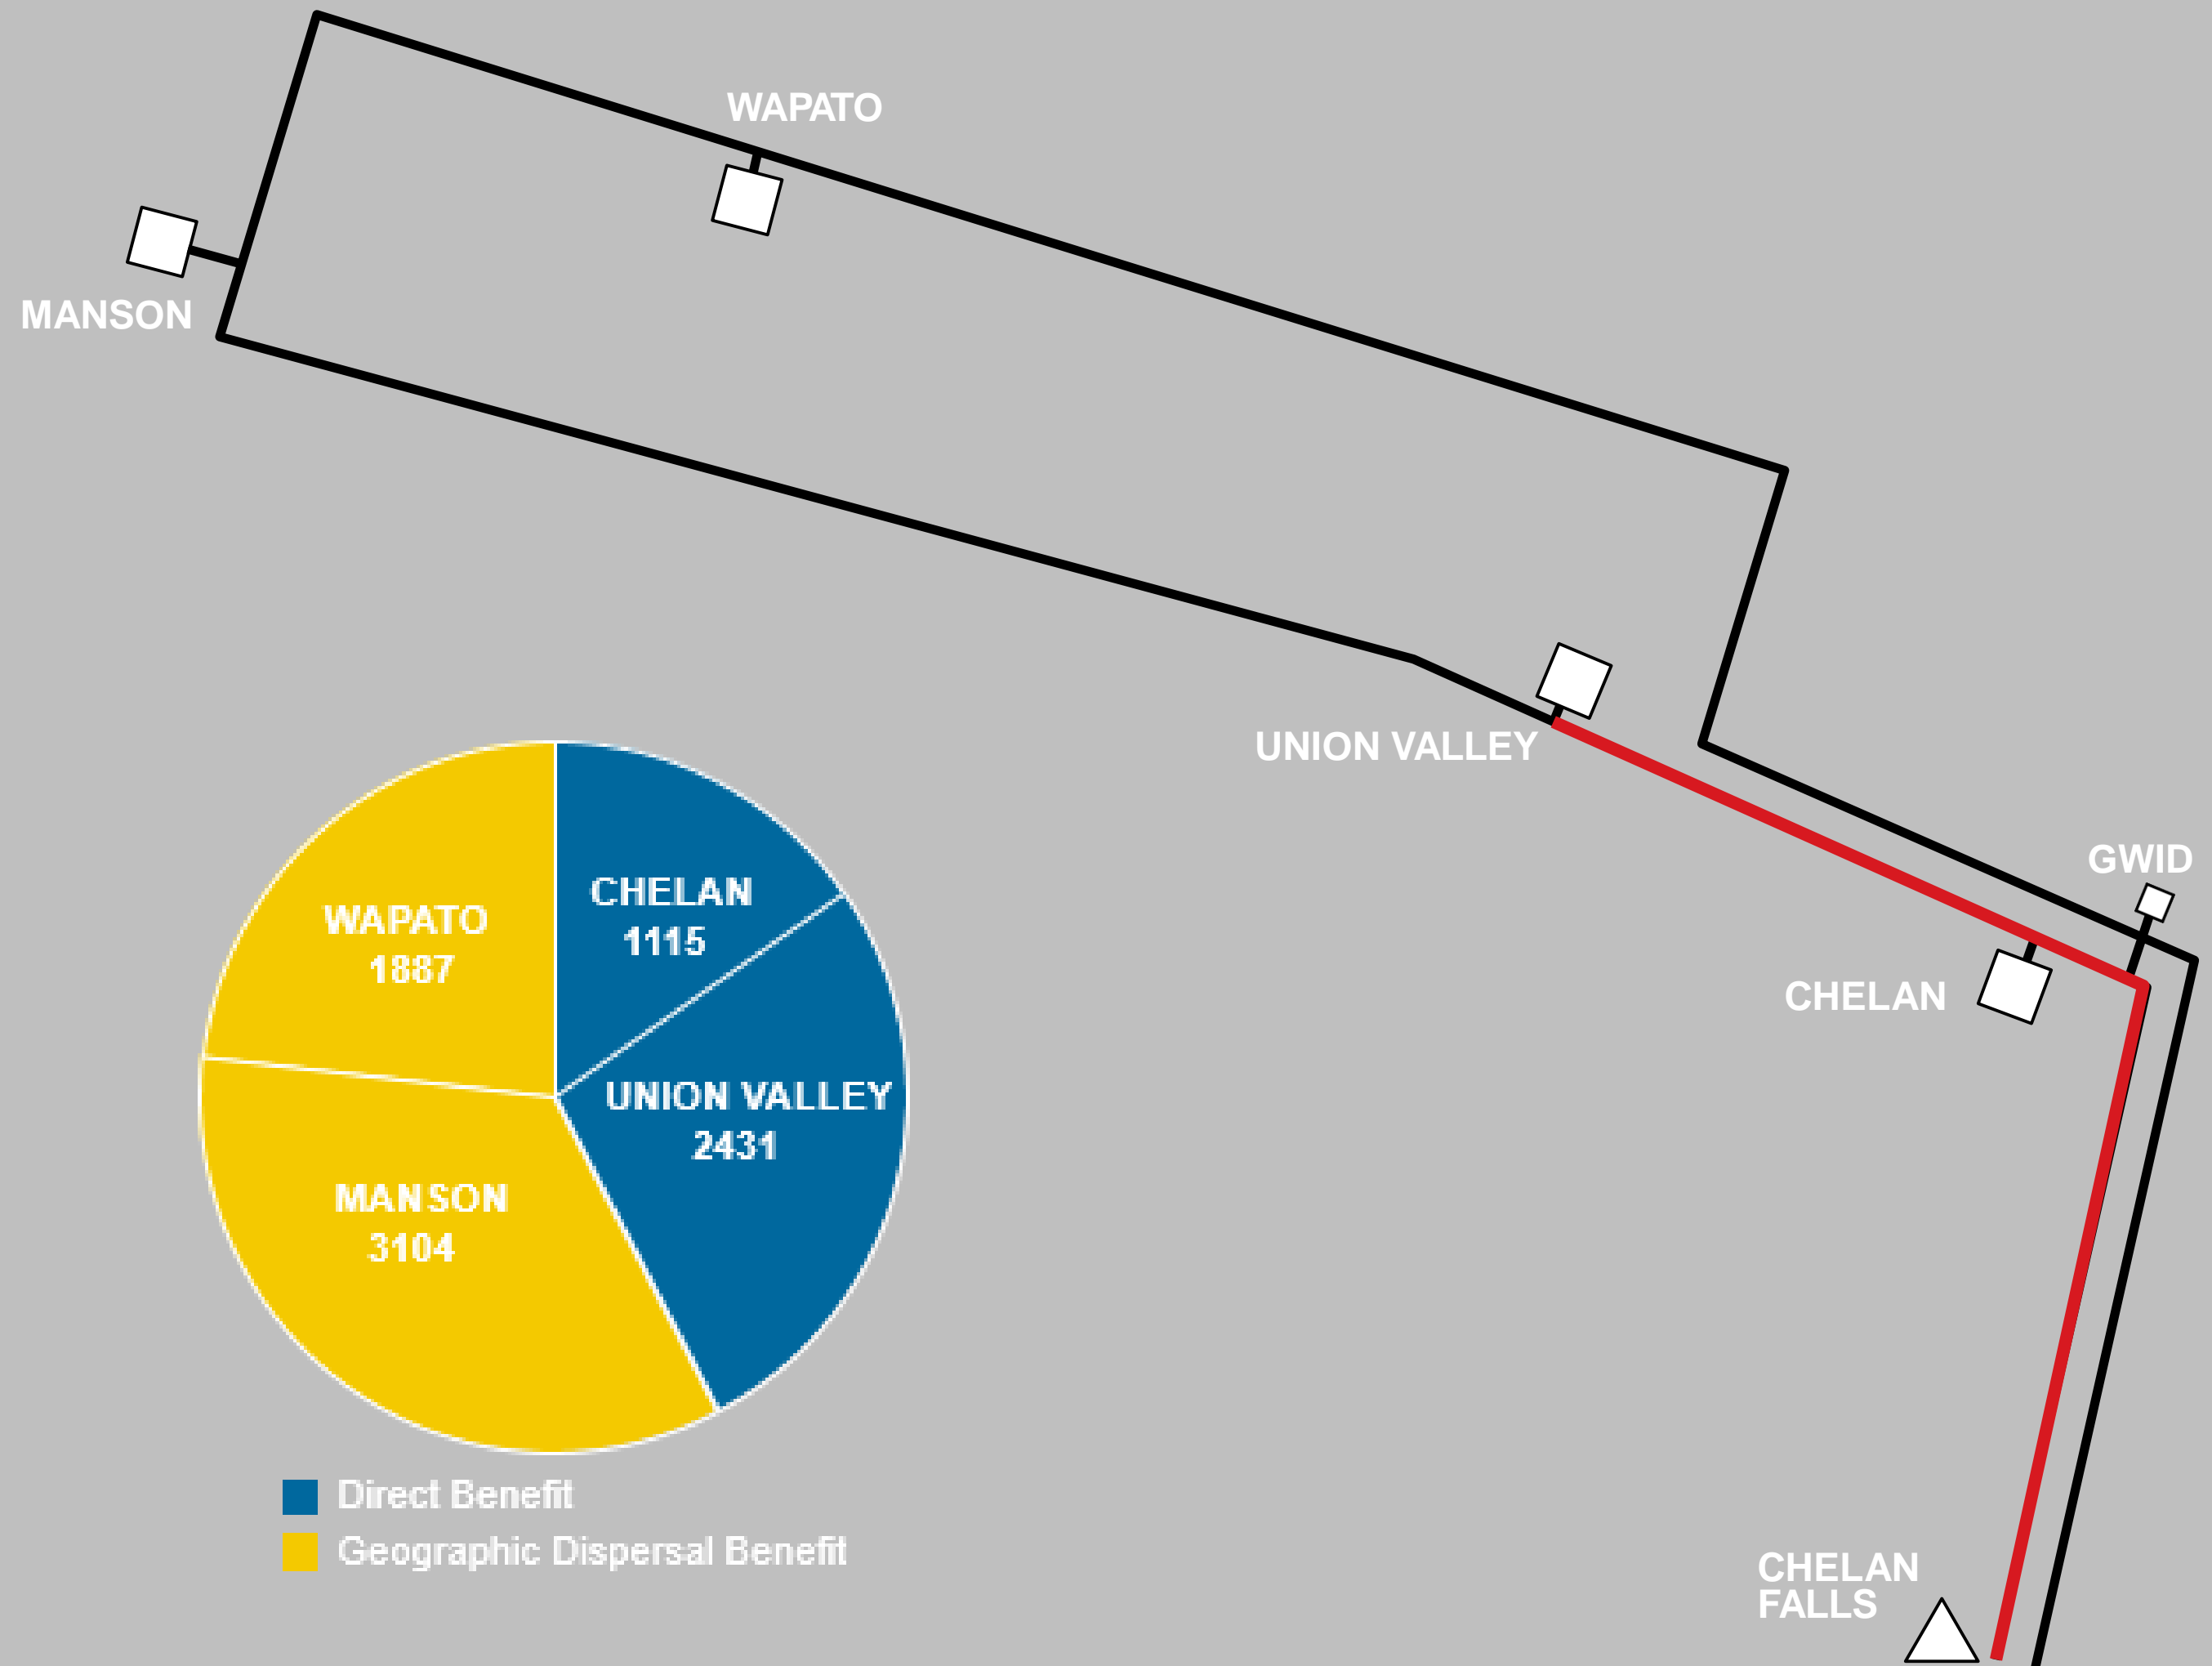 WAPATO
MANSON
UNION VALLEY
GWID
CHELAN
CHELAN
FALLS
CHELAN
1115
WAPATO
1887
UNION VALLEY
2431
MANSON
3104
Direct Benefit
Geographic Dispersal Benefit